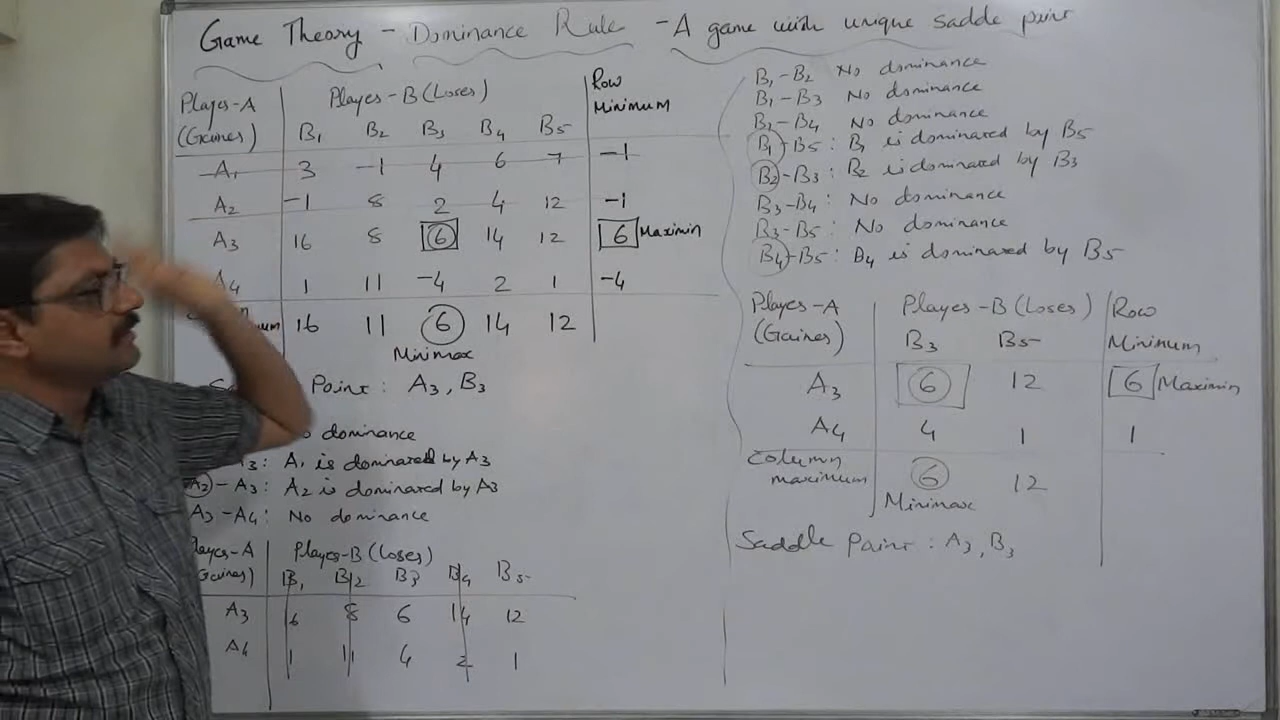 Game Theory - Dominance Rule - A game with unique sadde point
Player-A Player-B (Loses) Row
(Gaines) B1 B2 B3 B4 B5 Minimum
A1 3 -1 4 6 7 -1
A2 -1 8 2 4 12 -1
A3 16 8 6 14 12 6 Maximin
A4 1 11 -4 2 1 -4
16 11 6 14 12
Minimax
Point: A3, B3
dominance
A1 is dominated by A3
A2 - A3: A2 is dominated by A3
A3 - A4: No dominance
Player-A Player-B (Loses)
B1 B2 B3 B4 B5
A3 6 8 6 14 12
A4 1 11 4 2 1
B1-B2 No dominance
B1-B3 No dominance
B1-B4 No dominance
B1-B5: B1 is dominated by B5
B2-B3: B2 is dominated by B3
B3-B4: No dominance
B3-B5: No dominance
B4-B5: B4 is dominated by B5
Player-A Player-B (Loses) Row
(Gaines) B3 B5 Minimum
A3 6 12 6 Maximin
A4 4 1 1
Column
maximum 6 12
Minimax
Saddle Point: A3, B3